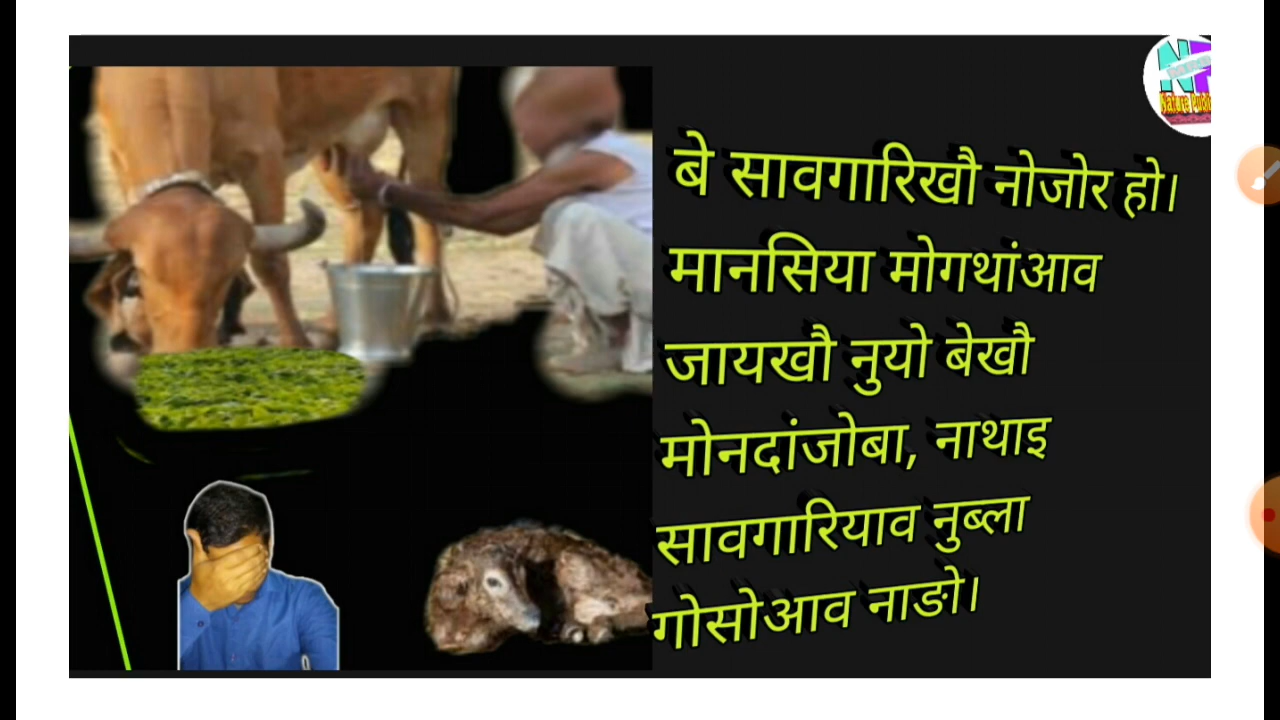 बे सावगारिखौ नोजोर हो।
मानसिया मोगथांआव
जायखौ नुयो बेखौ
मोनदांजोबा, नाथाइ
सावगारियाव नुब्ला
गोसोआव नाङो।